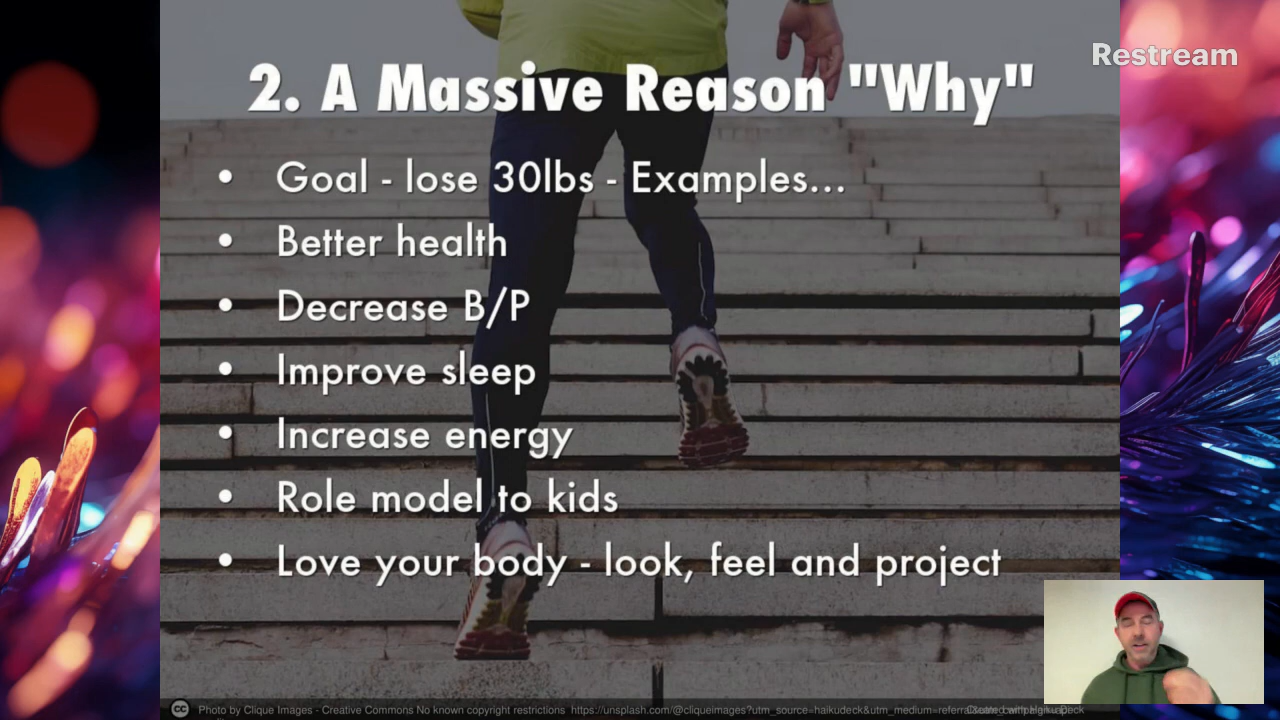 Restream
2. A Massive Reason "Why"
• Goal - lose 30lbs - Examples...
• Better health
• Decrease B/P
• Improve sleep
• Increase energy
• Role model to kids
• Love your body - look, feel and project
Photo by Clique Images - Creative Commons No known copyright restrictions https://unsplash.com/@cliqueimages?utm_source=haikudeck&utm_medium=referral